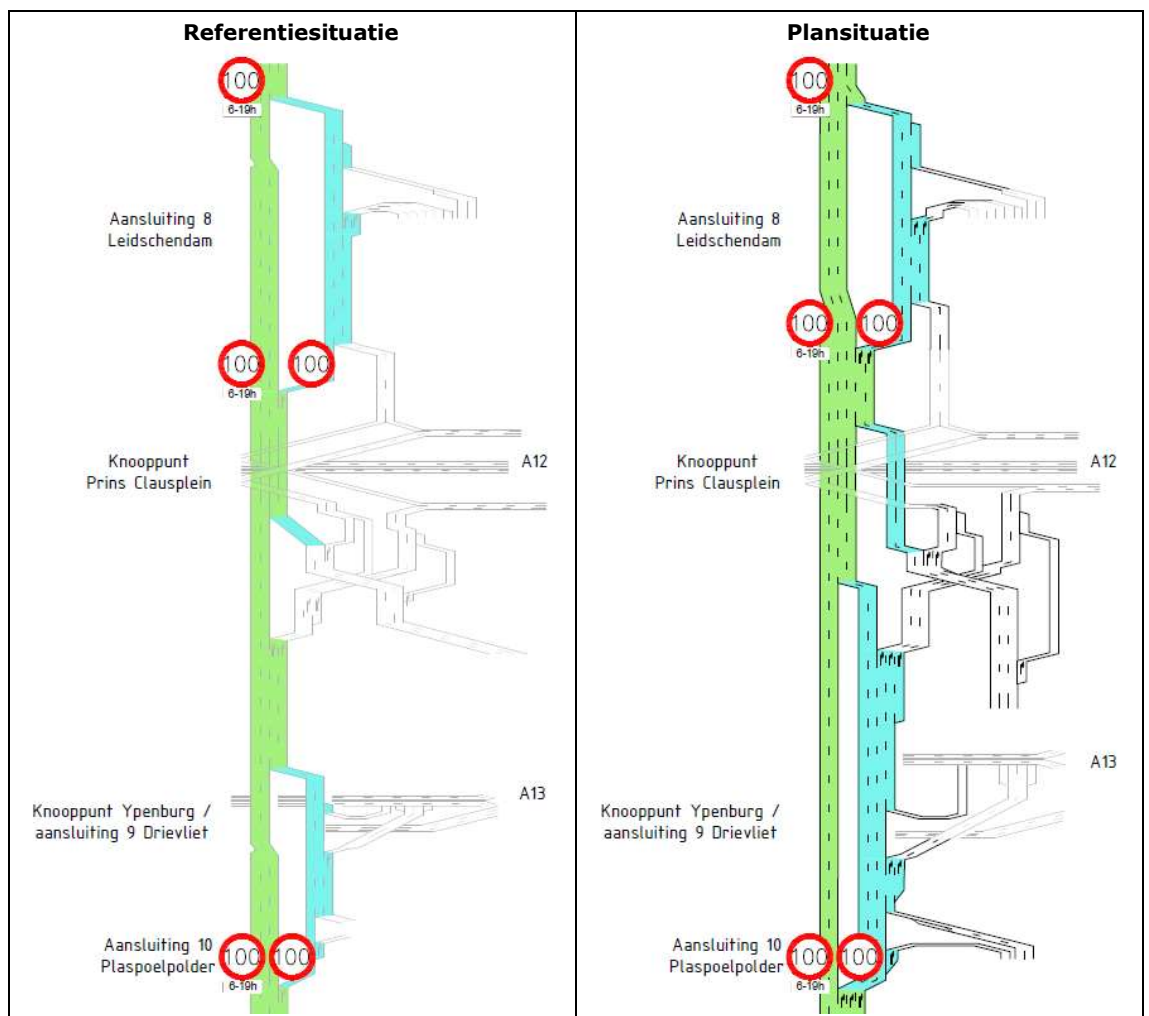 Referentiesituatie
100
6-19h
Aansluiting 8
Leidschendam
100
100
6-19h
Knooppunt
Prins Clausplein
A12
A13
Knooppunt Ypenburg /
aansluiting 9 Drievliet
Aansluiting 10
Plaspoelpolder
100
100
6-19h
Plansituatie
100
6-19h
Aansluiting 8
Leidschendam
100
100
6-19h
Knooppunt
Prins Clausplein
A12
A13
Knooppunt Ypenburg /
aansluiting 9 Drievliet
Aansluiting 10
Plaspoelpolder
100
100
6-19h